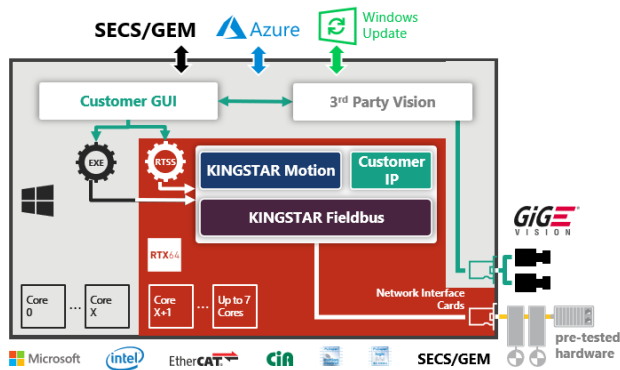 SECS/GEM
Azure
Windows
Update
Customer GUI
3rd Party Vision
EXE
RTSS
KINGSTAR Motion
Customer
IP
KINGSTAR Fieldbus
RTX64
GiGE
VISION
Core
0
...
Core
X
Core
X+1
...
Up to 7
Cores
Network Interface
Cards
pre-tested
hardware
Microsoft
intel
EtherCAT
CiA
SECS/GEM